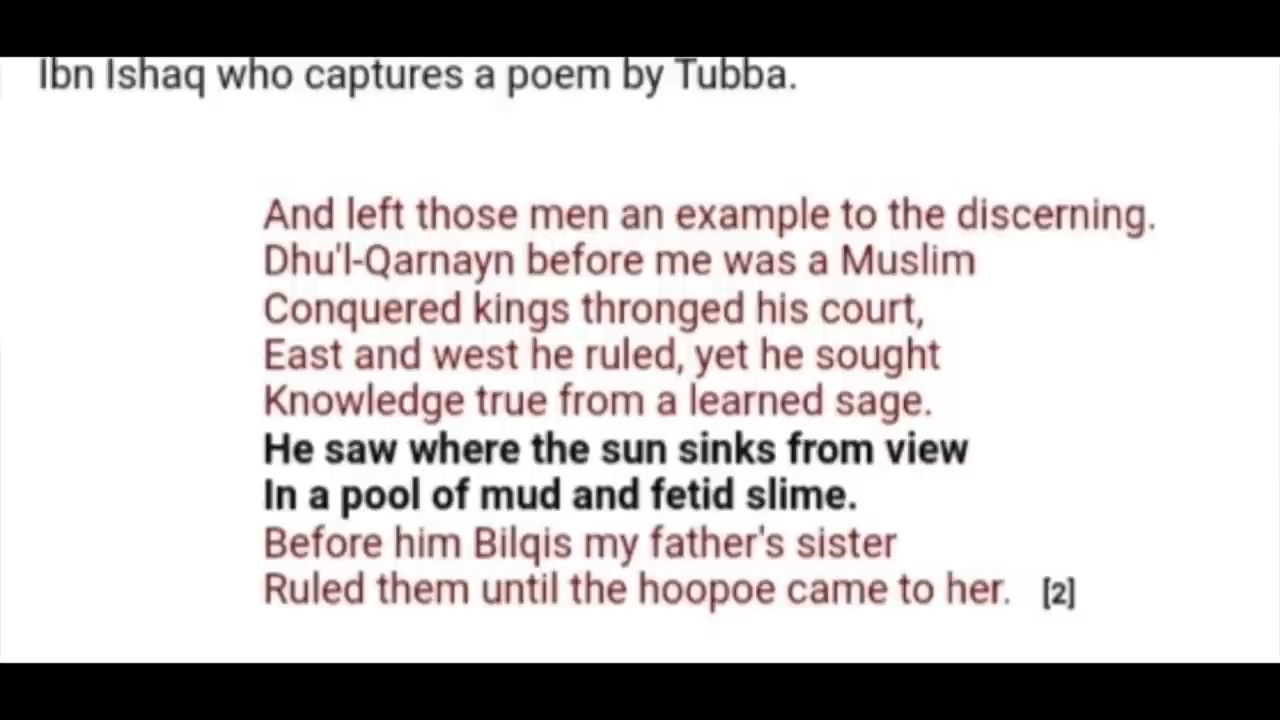 Ibn Ishaq who captures a poem by Tubba.
And left those men an example to the discerning.
Dhu'l-Qarnayn before me was a Muslim
Conquered kings thronged his court,
East and west he ruled, yet he sought
Knowledge true from a learned sage.
He saw where the sun sinks from view
In a pool of mud and fetid slime.
Before him Bilqis my father's sister
Ruled them until the hoopoe came to her. [2]